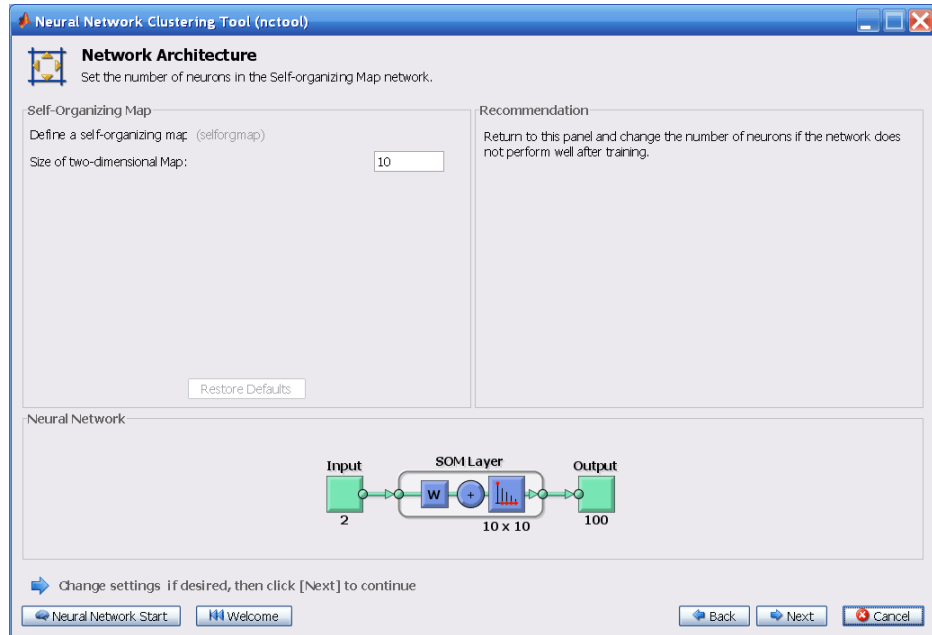 Neural Network Clustering Tool (nctool)
Network Architecture
Set the number of neurons in the Self-organizing Map network.
Self-Organizing Map
Define a self-organizing map (selforgmap)
Size of two-dimensional Map: 10
Restore Defaults
Recommendation
Return to this panel and change the number of neurons if the network does
not perform well after training.
Neural Network
Input
SOM Layer
Output
W
+
2
10 x 10
100
Change settings if desired, then click [Next] to continue
Neural Network Start
Welcome
Back
Next
Cancel